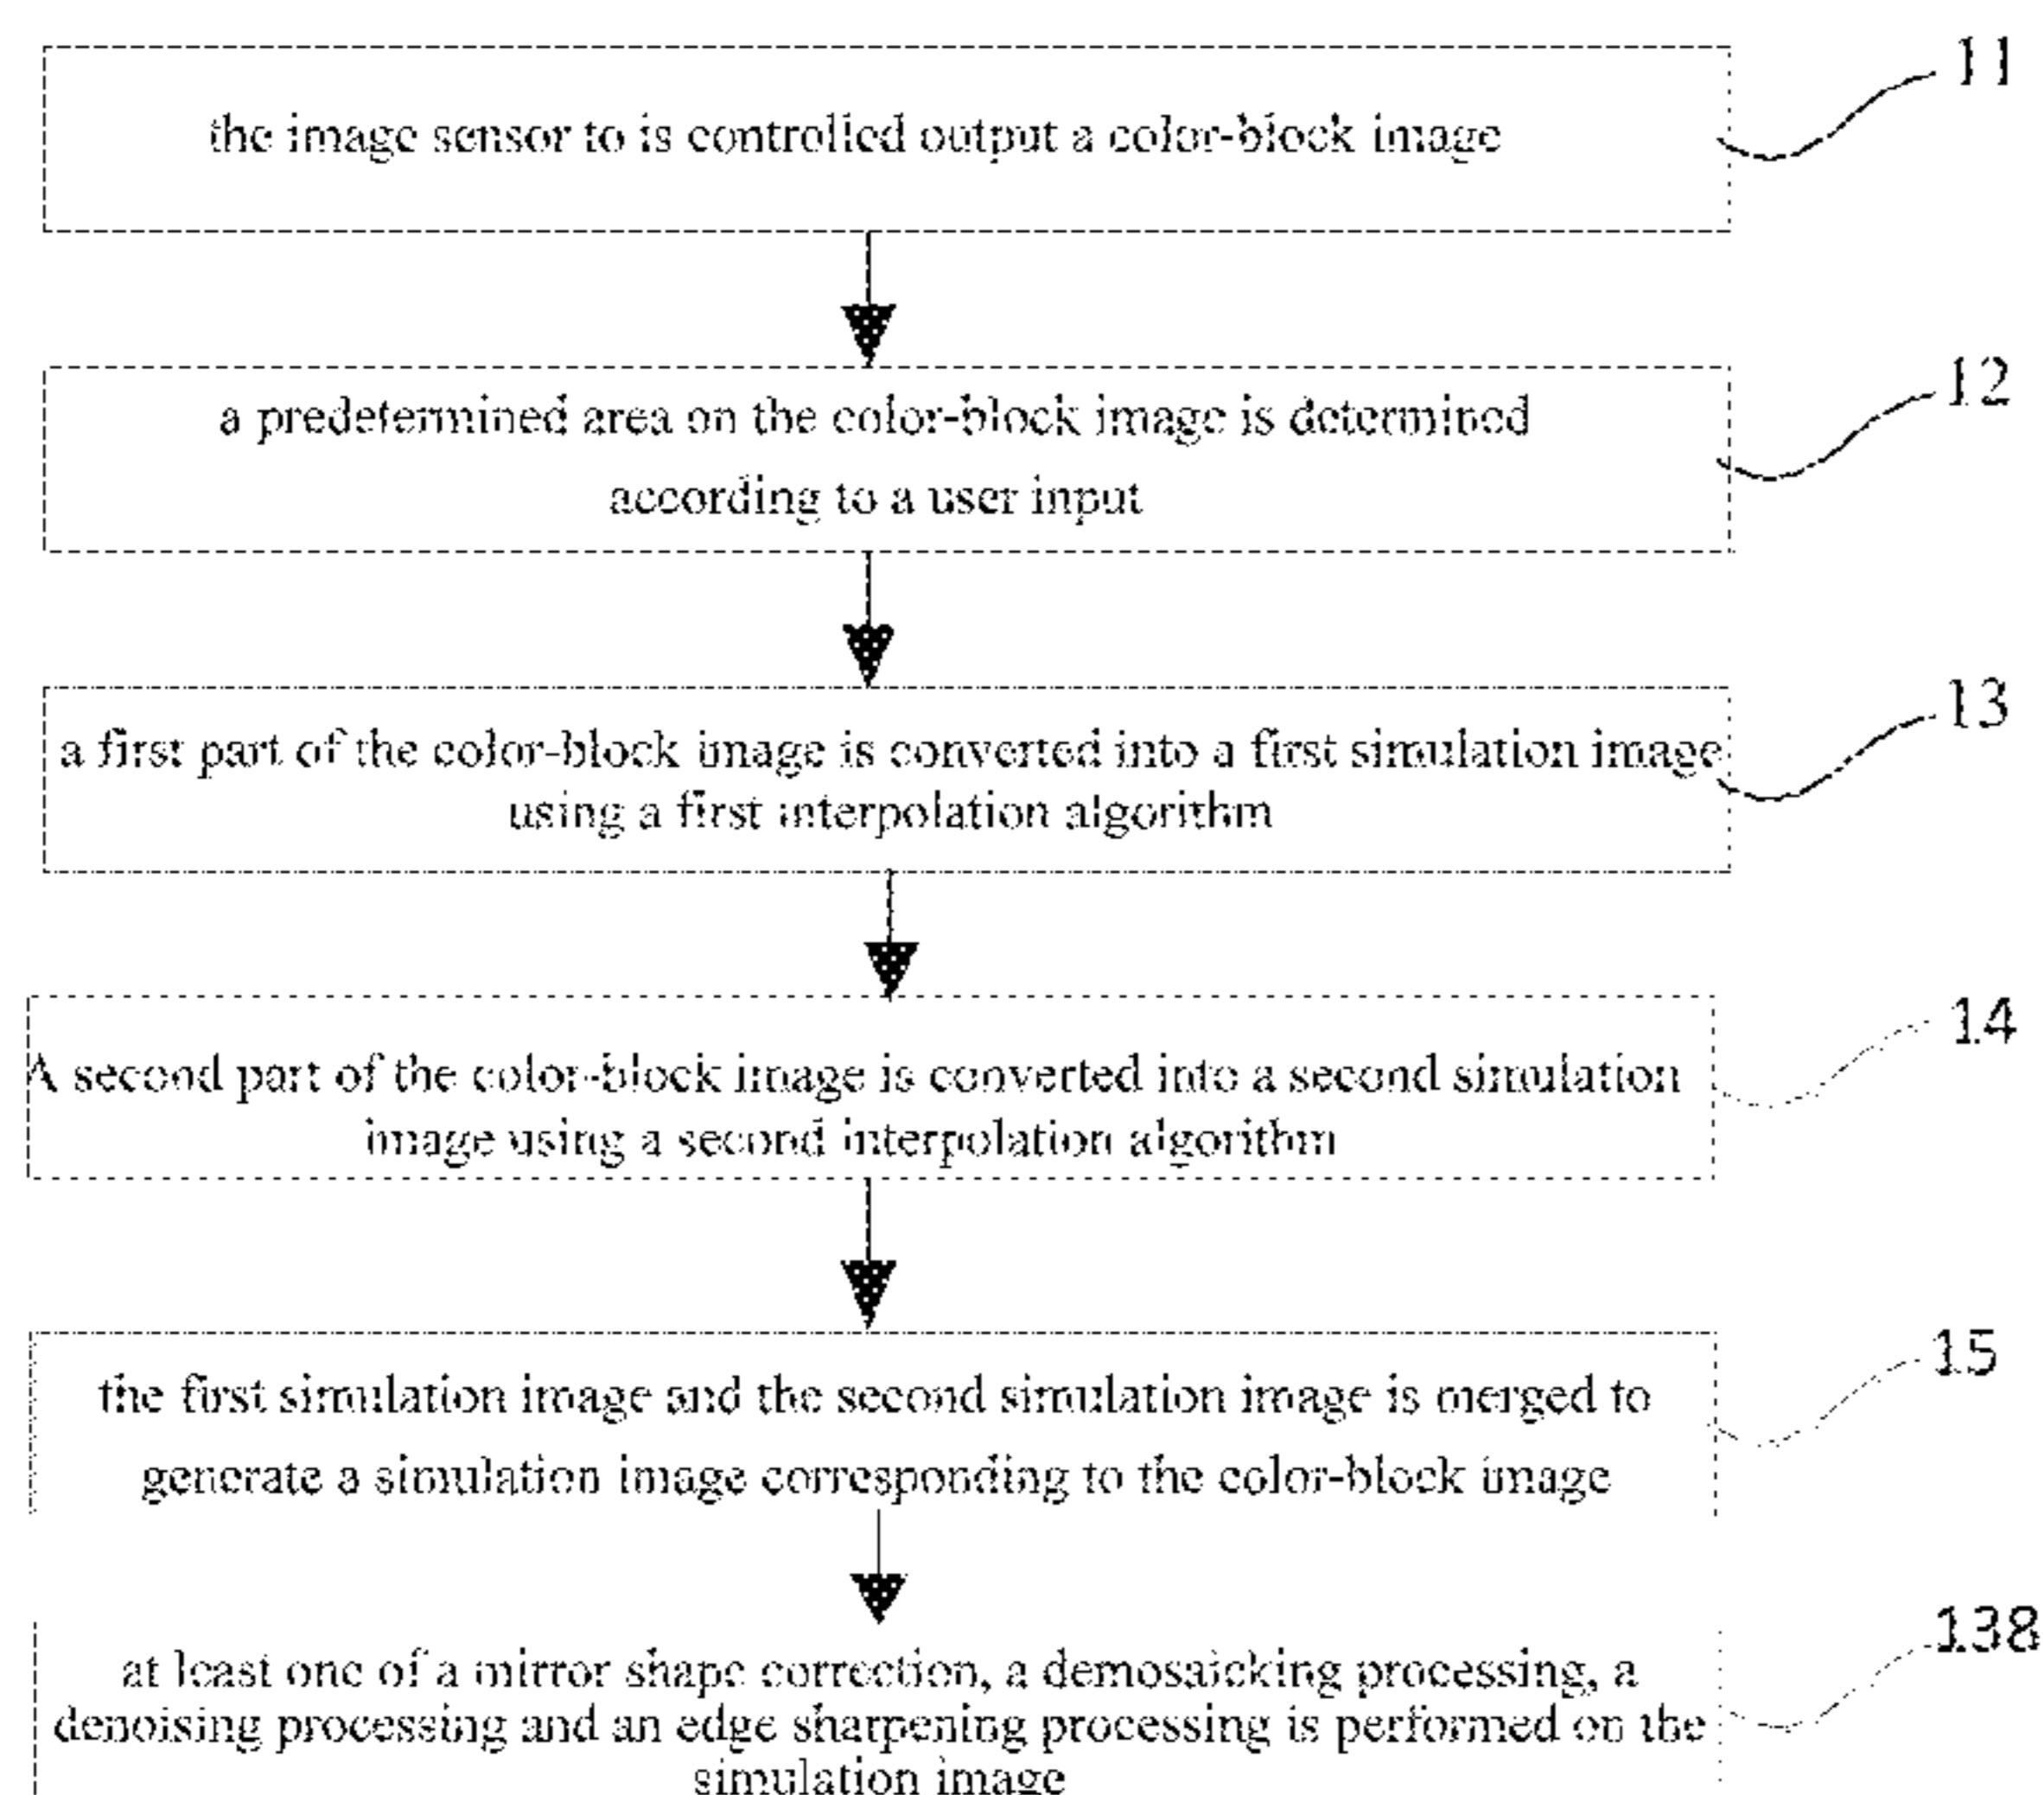 the image sensor to is controlled output a color-block image
11
a predetermined area on the color-block image is determined
according to a user input
12
a first part of the color-block image is converted into a first simulation image
using a first interpolation algorithm
13
A second part of the color-block image is converted into a second simulation
image using a second interpolation algorithm
14
the first simulation image and the second simulation image is merged to
generate a simulation image corresponding to the color-block image
15
at least one of a mirror shape correction, a demosaicking processing, a
denoising processing and an edge sharpening processing is performed on the
simulation image
138